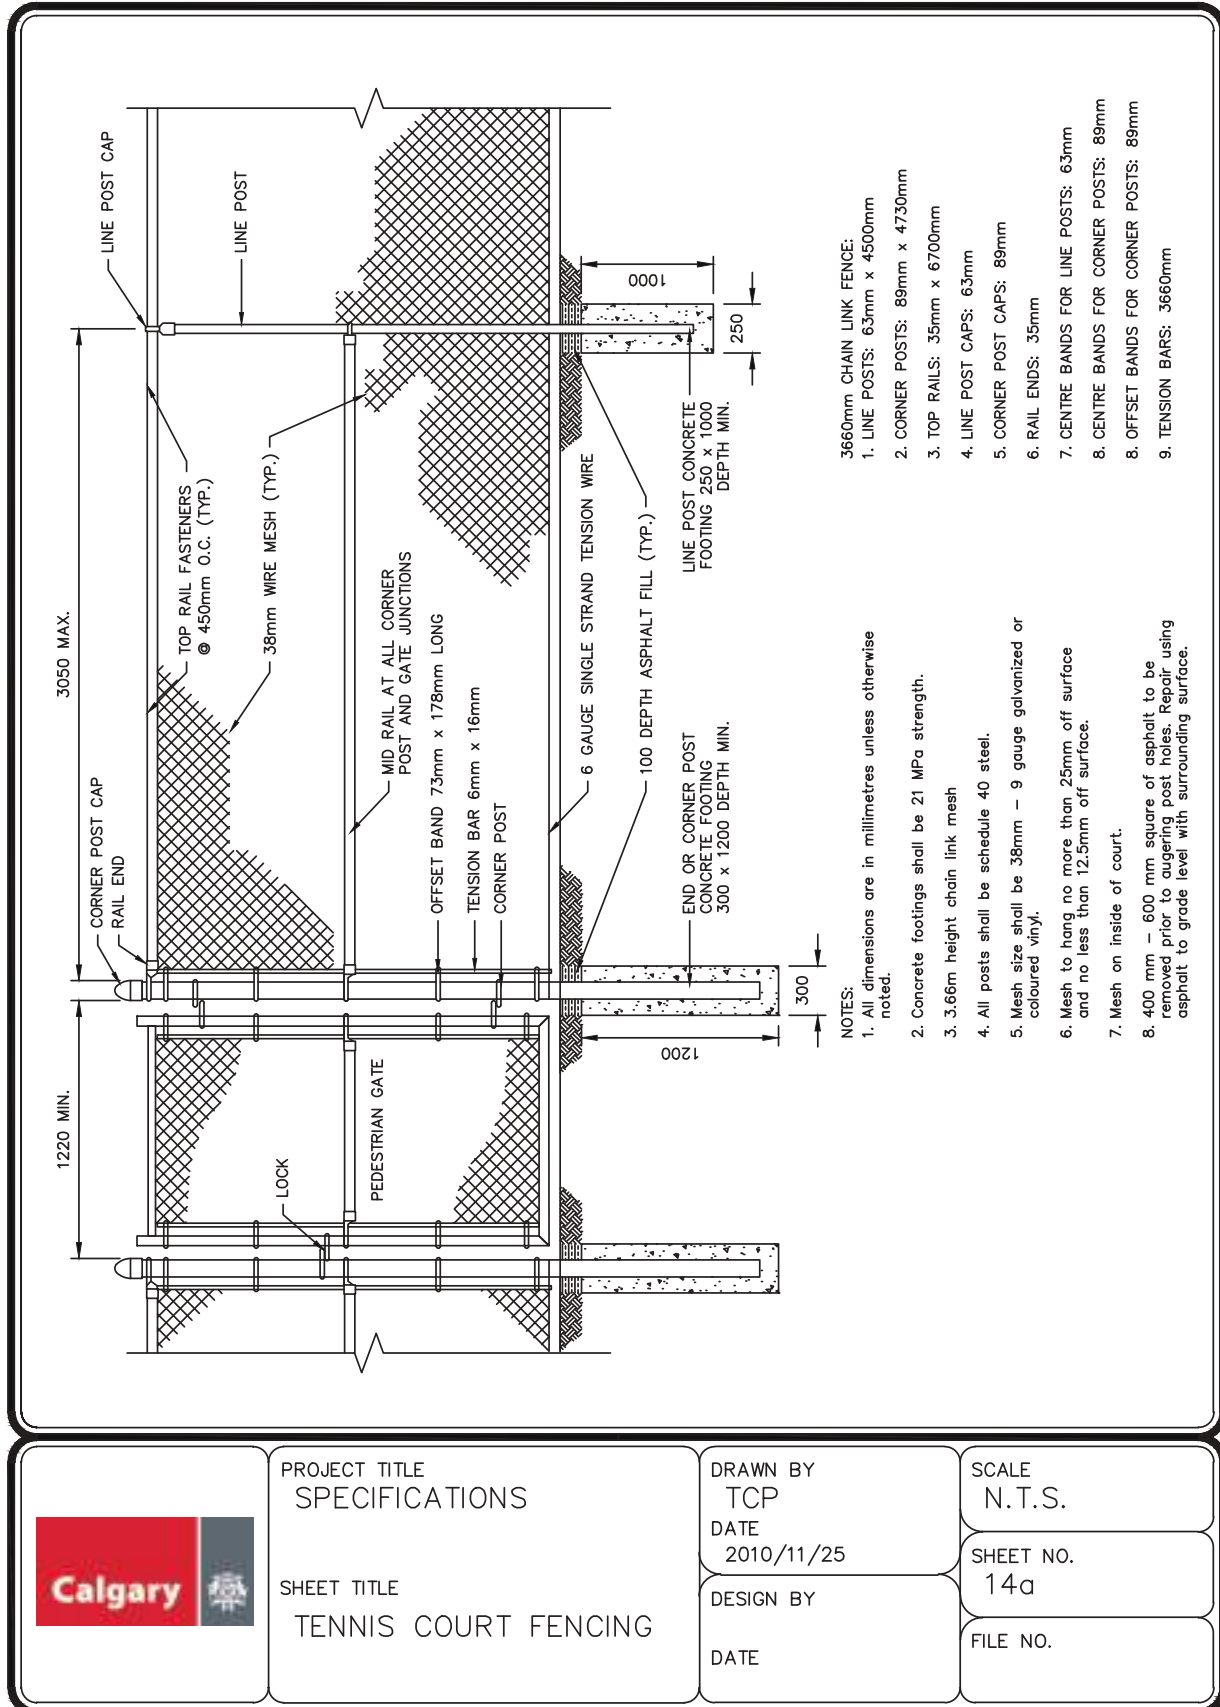 3050 MAX.
1220 MIN.
LINE POST CAP
LINE POST
TOP RAIL FASTENERS
@ 450mm O.C. (TYP.)
38mm WIRE MESH (TYP.)
CORNER POST CAP
RAIL END
MID RAIL AT ALL CORNER
POST AND GATE JUNCTIONS
OFFSET BAND 73mm x 178mm LONG
TENSION BAR 6mm x 16mm
CORNER POST
LOCK
PEDESTRIAN GATE
6 GAUGE SINGLE STRAND TENSION WIRE
100 DEPTH ASPHALT FILL (TYP.)
LINE POST CONCRETE
FOOTING 250 x 1000
DEPTH MIN.
END OR CORNER POST
CONCRETE FOOTING
300 x 1200 DEPTH MIN.
1000
250
1200
300
NOTES:
1. All dimensions are in millimetres unless otherwise
noted.
2. Concrete footings shall be 21 MPa strength.
3. 3.66m height chain link mesh
4. All posts shall be schedule 40 steel.
5. Mesh size shall be 38mm – 9 gauge galvanized or
coloured vinyl.
6. Mesh to hang no more than 25mm off surface
and no less than 12.5mm off surface.
7. Mesh on inside of court.
8. 400 mm – 600 mm square of asphalt to be
removed prior to augering post holes. Repair using
asphalt to grade level with surrounding surface.
3660mm CHAIN LINK FENCE:
1. LINE POSTS: 63mm x 4500mm
2. CORNER POSTS: 89mm x 4730mm
3. TOP RAILS: 35mm x 6700mm
4. LINE POST CAPS: 63mm
5. CORNER POST CAPS: 89mm
6. RAIL ENDS: 35mm
7. CENTRE BANDS FOR LINE POSTS: 63mm
8. CENTRE BANDS FOR CORNER POSTS: 89mm
8. OFFSET BANDS FOR CORNER POSTS: 89mm
9. TENSION BARS: 3660mm
Calgary
PROJECT TITLE
SPECIFICATIONS
SHEET TITLE
TENNIS COURT FENCING
DRAWN BY
TCP
DATE
2010/11/25
DESIGN BY
DATE
SCALE
N.T.S.
SHEET NO.
14a
FILE NO.